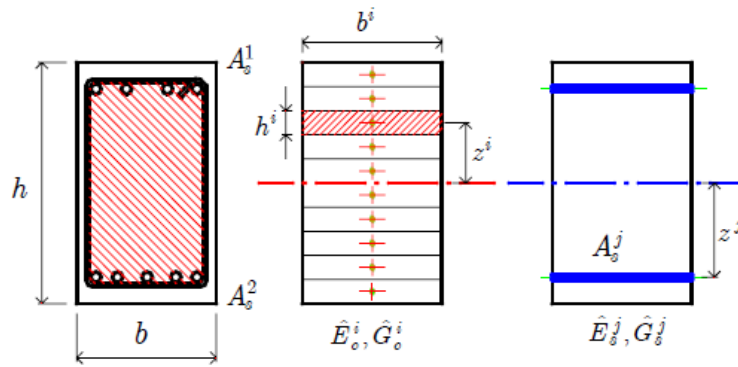 h
b
A_s^1
A_s^2
b^i
h^i
z^i
Ê_c^i, Ĝ_c^i
A_s^j
z^j
Ê_s^j, Ĝ_s^j